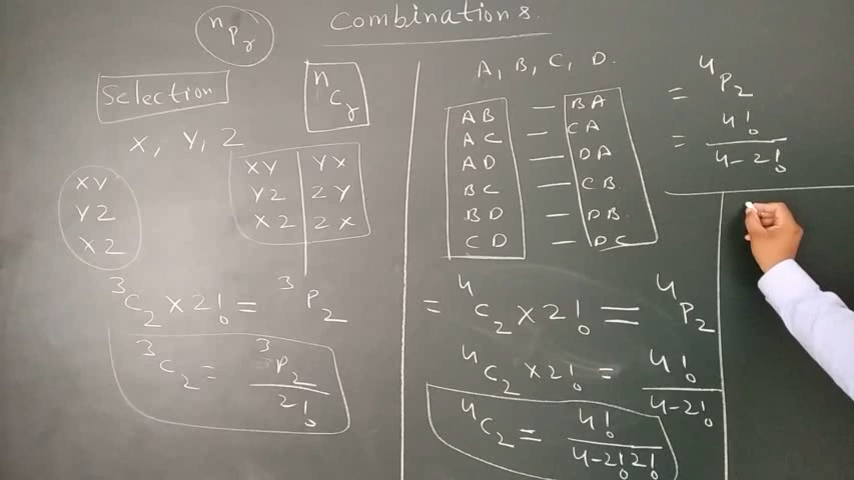 Combinations.
nPr
Selection
nCr
X, Y, Z
XY
YZ
XZ
XY YX
YZ ZY
XZ ZX
3C2 × 2! = 3P2
3C2 = 3P2 / 2!
A, B, C, D.
AB — BA
AC — CA
AD — DA
BC — CB
BD — DB
CD — DC
= 4C2 × 2! = 4P2
4C2 × 2! = 4! / 4-2!
4C2 = 4! / 4-2! 2!
= 4P2
= 4! / 4-2!